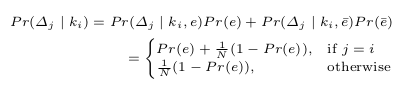 Pr(Δ_j | k_i) = Pr(Δ_j | k_i, e)Pr(e) + Pr(Δ_j | k_i, ē)Pr(ē)
= { Pr(e) + 1/N (1 − Pr(e)), if j = i
1/N (1 − Pr(e)), otherwise